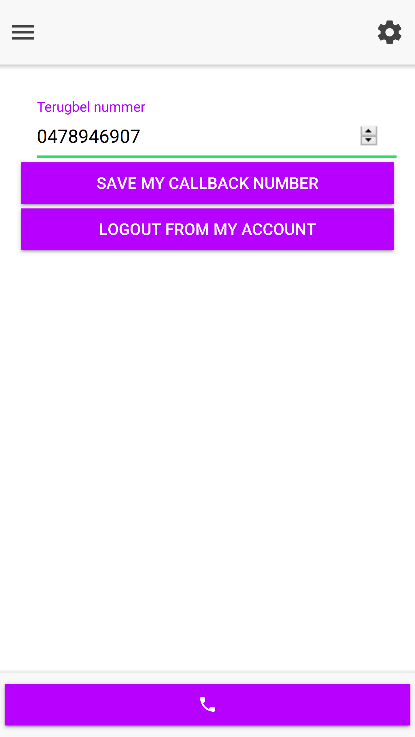 Terugbel nummer
0478946907
SAVE MY CALLBACK NUMBER
LOGOUT FROM MY ACCOUNT